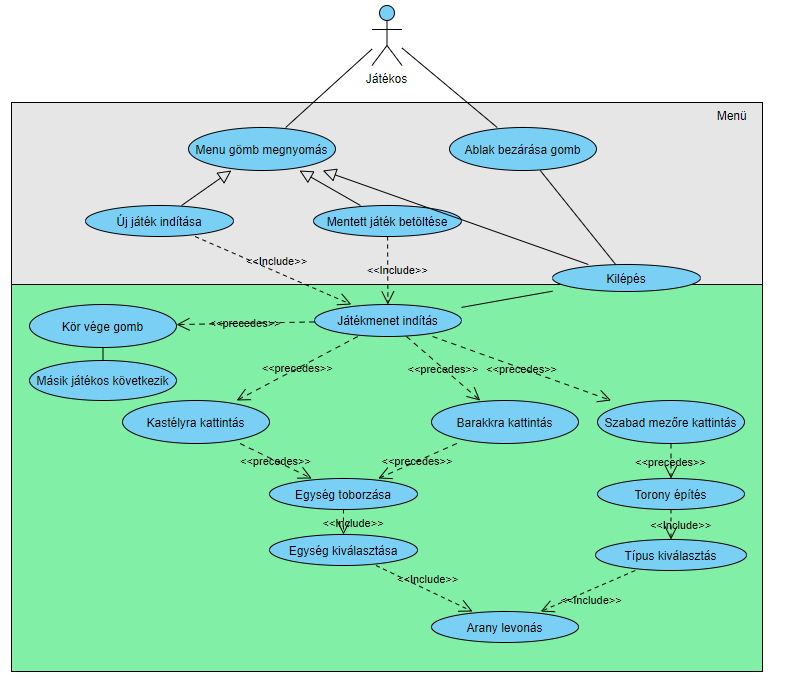 Játékos
Menü
Menu gömb megnyomás
Ablak bezárása gomb
Új játék indítása
Mentett játék betöltése
<<Include>>
<<Include>>
Kilépés
Játékmenet indítás
Kör vége gomb
<<precedes>>
Másik játékos következik
<<precedes>>
<<precedes>>
<<precedes>>
Kastélyra kattintás
Barakkra kattintás
Szabad mezőre kattintás
<<precedes>>
<<precedes>>
<<precedes>>
Egység toborzása
Torony építés
<<Include>>
<<Include>>
Egység kiválasztása
Típus kiválasztás
<<Include>>
<<Include>>
Arany levonás